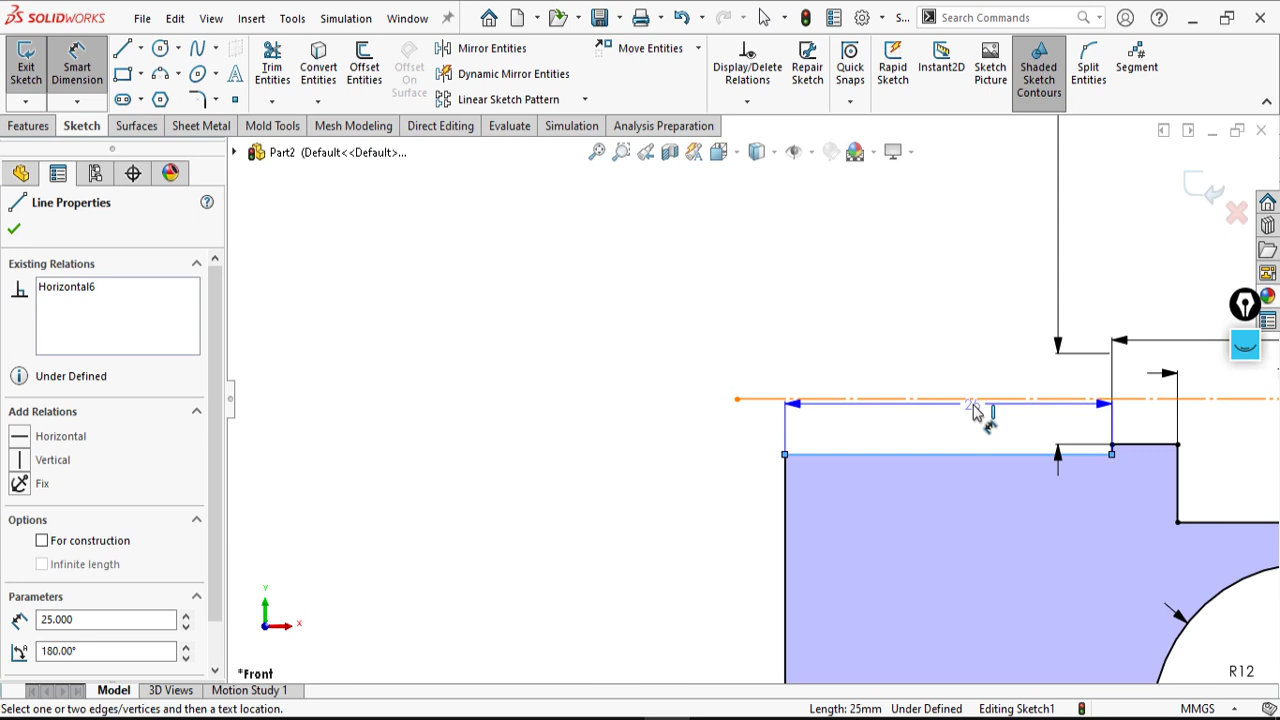 SOLIDWORKS File Edit View Insert Tools Simulation Window S... Search Commands
Exit Sketch Smart Dimension Trim Entities Convert Entities Offset Entities Offset On Surface Mirror Entities Dynamic Mirror Entities Linear Sketch Pattern Move Entities Display/Delete Relations Repair Sketch Quick Snaps Rapid Sketch Instant2D Sketch Picture Shaded Sketch Contours Split Entities Segment
Features Sketch Surfaces Sheet Metal Mold Tools Mesh Modeling Direct Editing Evaluate Simulation Analysis Preparation
Part2 (Default<<Default>...
Line Properties
Existing Relations
Horizontal6
Under Defined
Add Relations
Horizontal
Vertical
Fix
Options
For construction
Infinite length
Parameters
25.000
180.00°
Y
X
*Front
R12
Model 3D Views Motion Study 1
Select one or two edges/vertices and then a text location. Length: 25mm Under Defined Editing Sketch1 MMGS